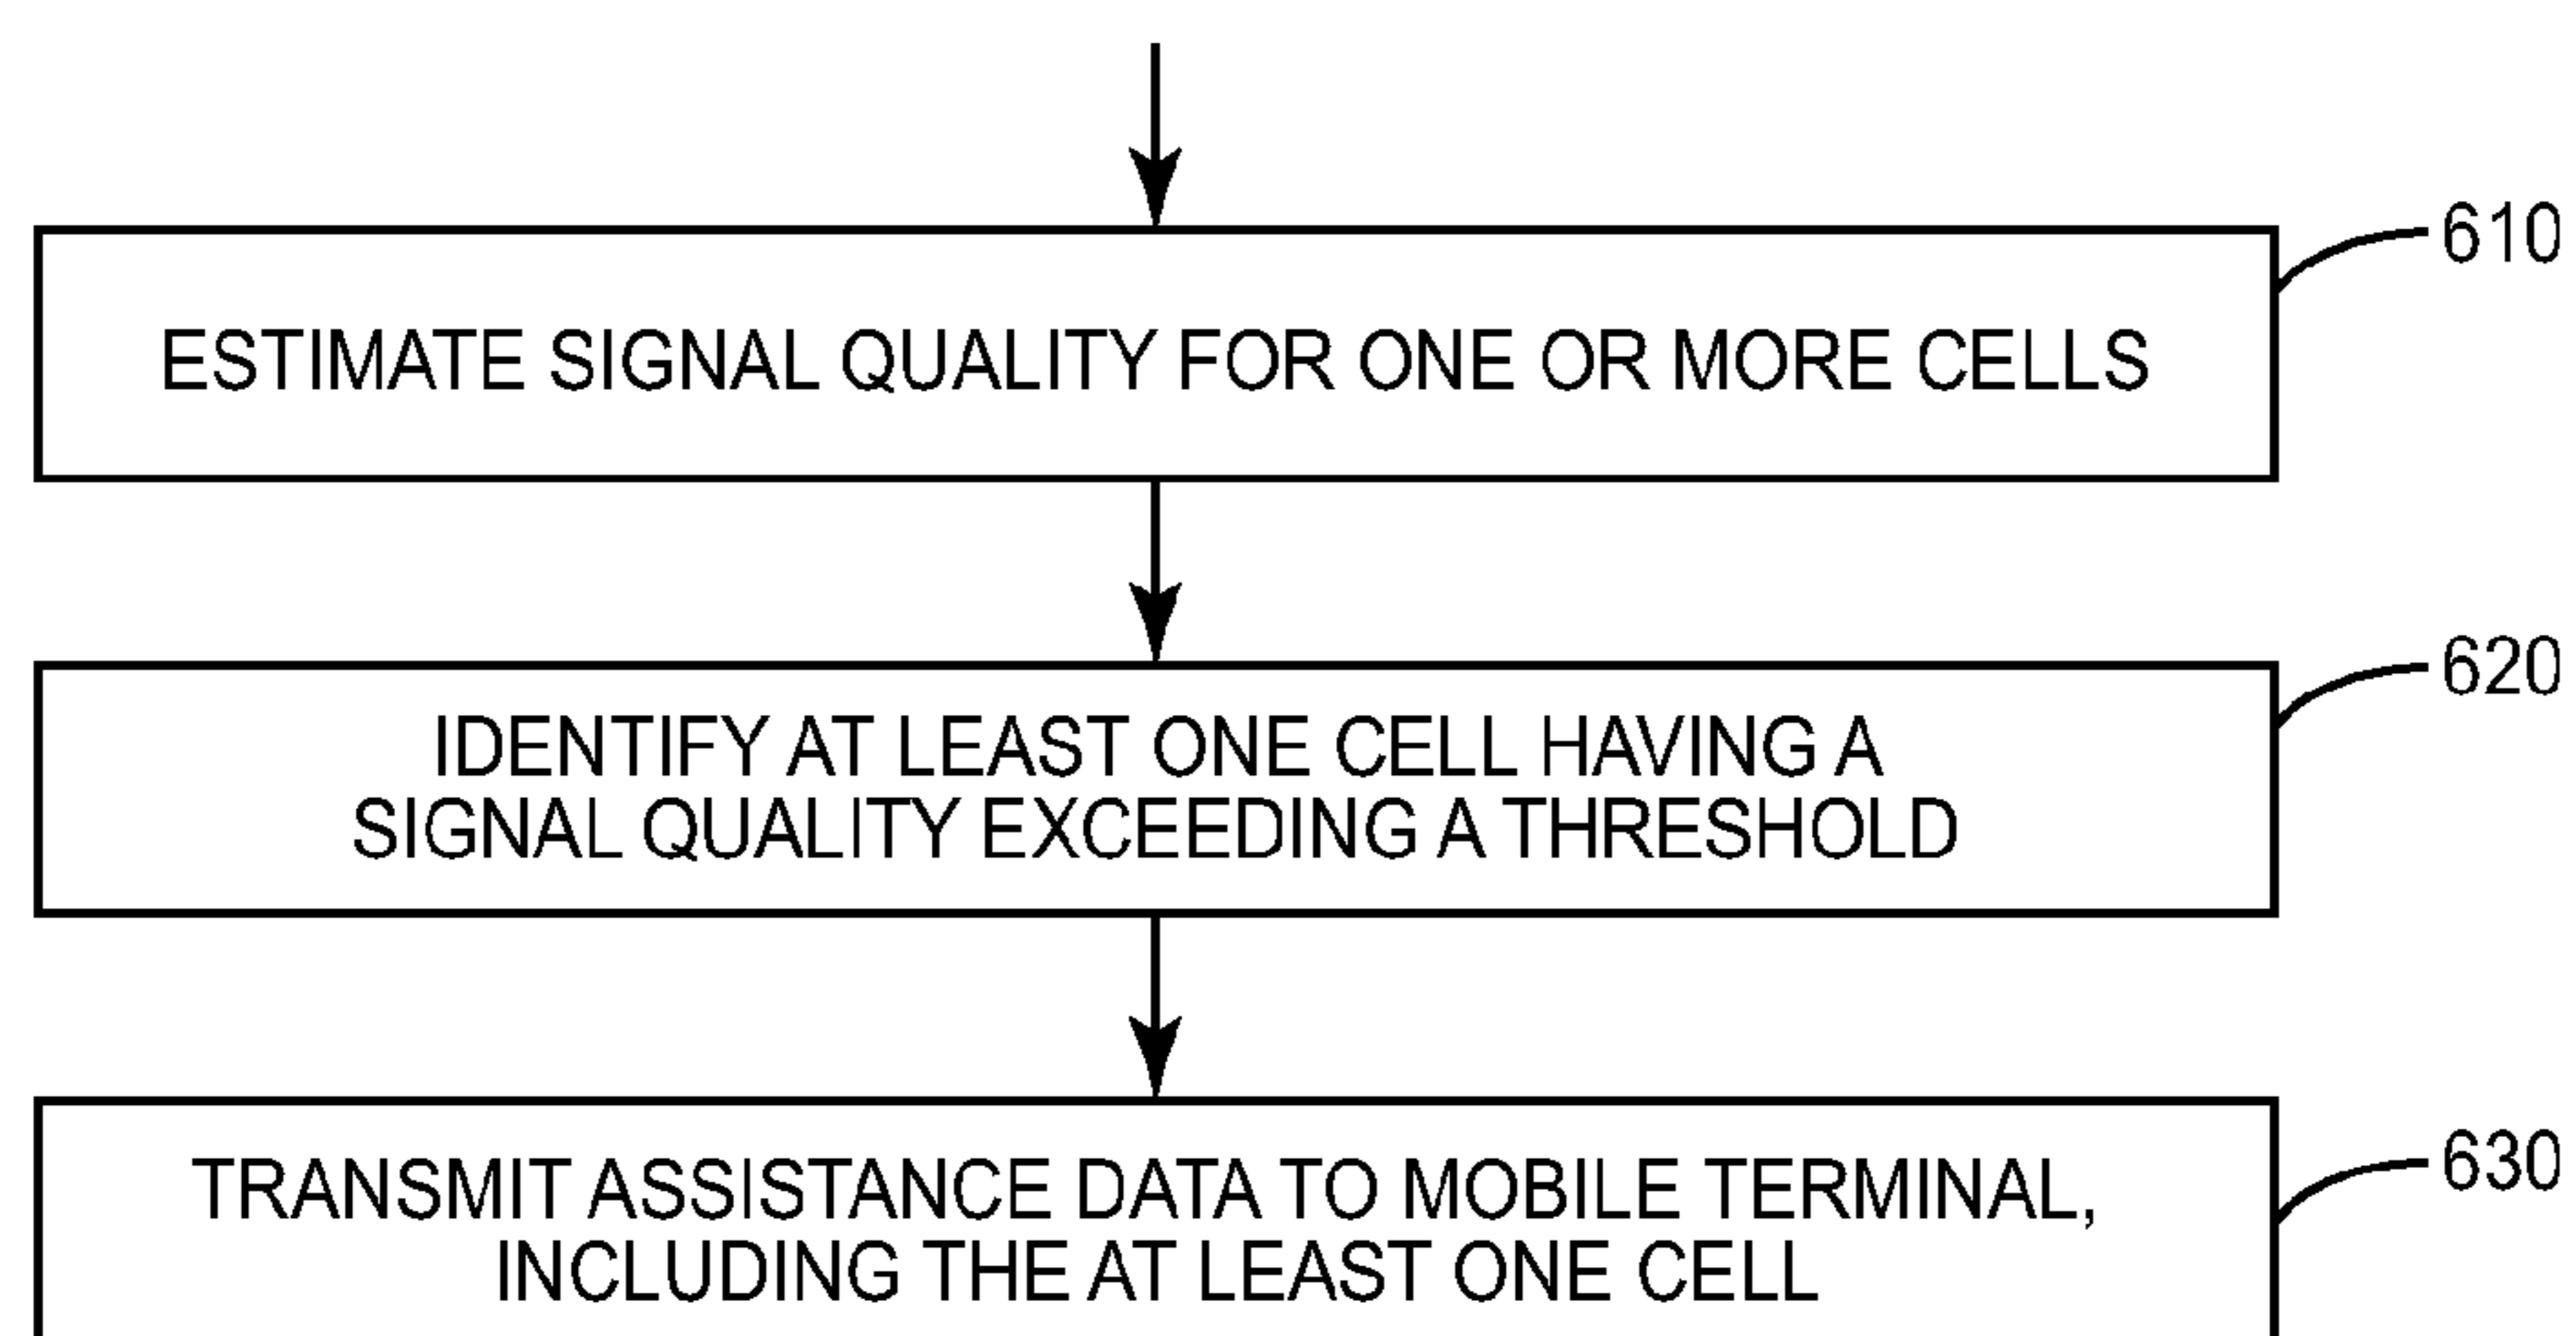 610
ESTIMATE SIGNAL QUALITY FOR ONE OR MORE CELLS
620
IDENTIFY AT LEAST ONE CELL HAVING A
SIGNAL QUALITY EXCEEDING A THRESHOLD
630
TRANSMIT ASSISTANCE DATA TO MOBILE TERMINAL,
INCLUDING THE AT LEAST ONE CELL